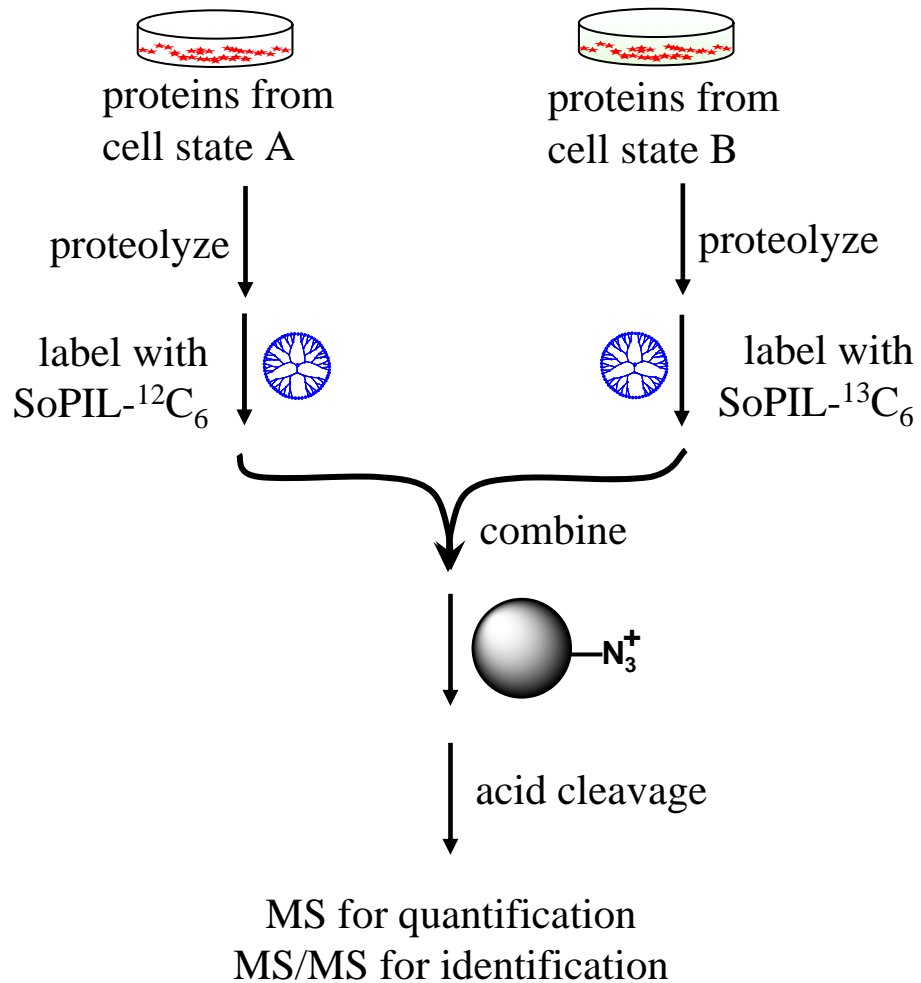 proteins from
cell state A
proteins from
cell state B
proteolyze
proteolyze
label with
SoPIL-¹²C₆
label with
SoPIL-¹³C₆
combine
N₃⁺
acid cleavage
MS for quantification
MS/MS for identification